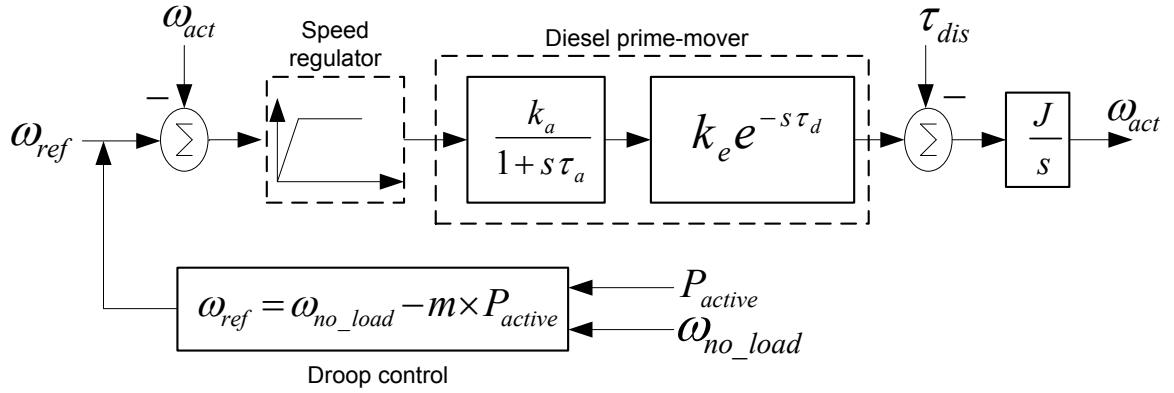 ω_act
Speed regulator
Diesel prime-mover
τ_dis
−
−
ω_ref
Σ
k_a / (1 + sτ_a)
k_e e^{−sτ_d}
Σ
J / s
ω_act
ω_ref = ω_no_load − m × P_active
P_active
ω_no_load
Droop control